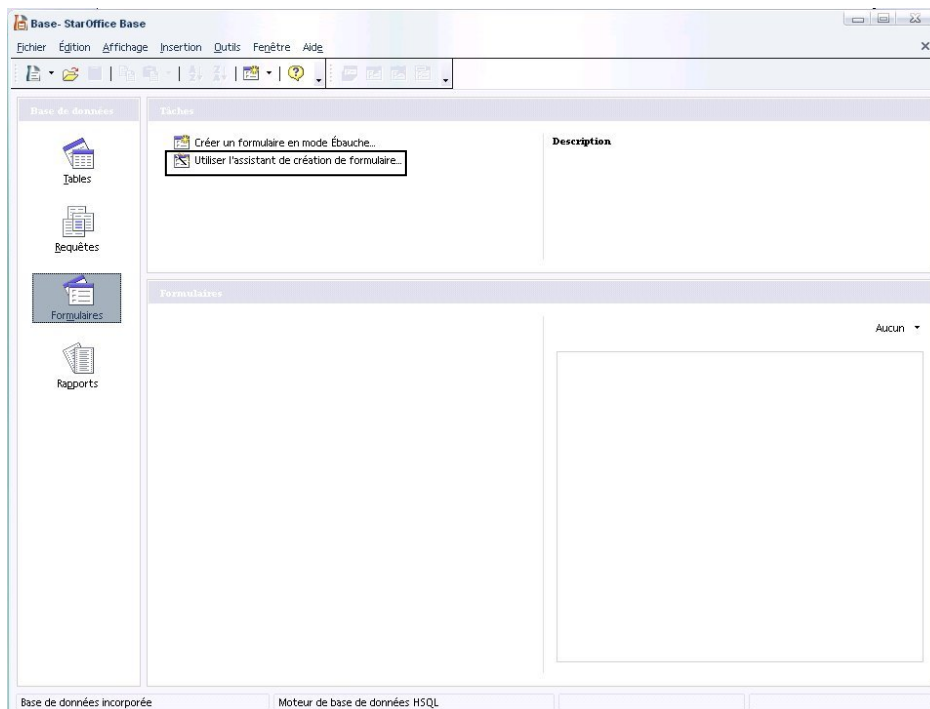 Base- StarOffice Base
Fichier Édition Affichage Insertion Outils Fenêtre Aide
Base de données
Tâches
Créer un formulaire en mode Ébauche...
Utiliser l'assistant de création de formulaire...
Description
Tables
Requêtes
Formulaires
Rapports
Formulaires
Aucun
Base de données incorporée
Moteur de base de données HSQL